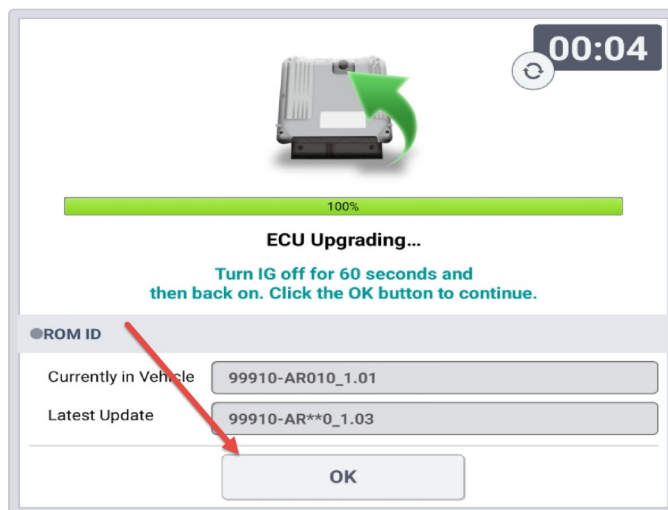 00:04
100%
ECU Upgrading...
Turn IG off for 60 seconds and
then back on. Click the OK button to continue.
ROM ID
Currently in Vehicle 99910-AR010_1.01
Latest Update 99910-AR**0_1.03
OK